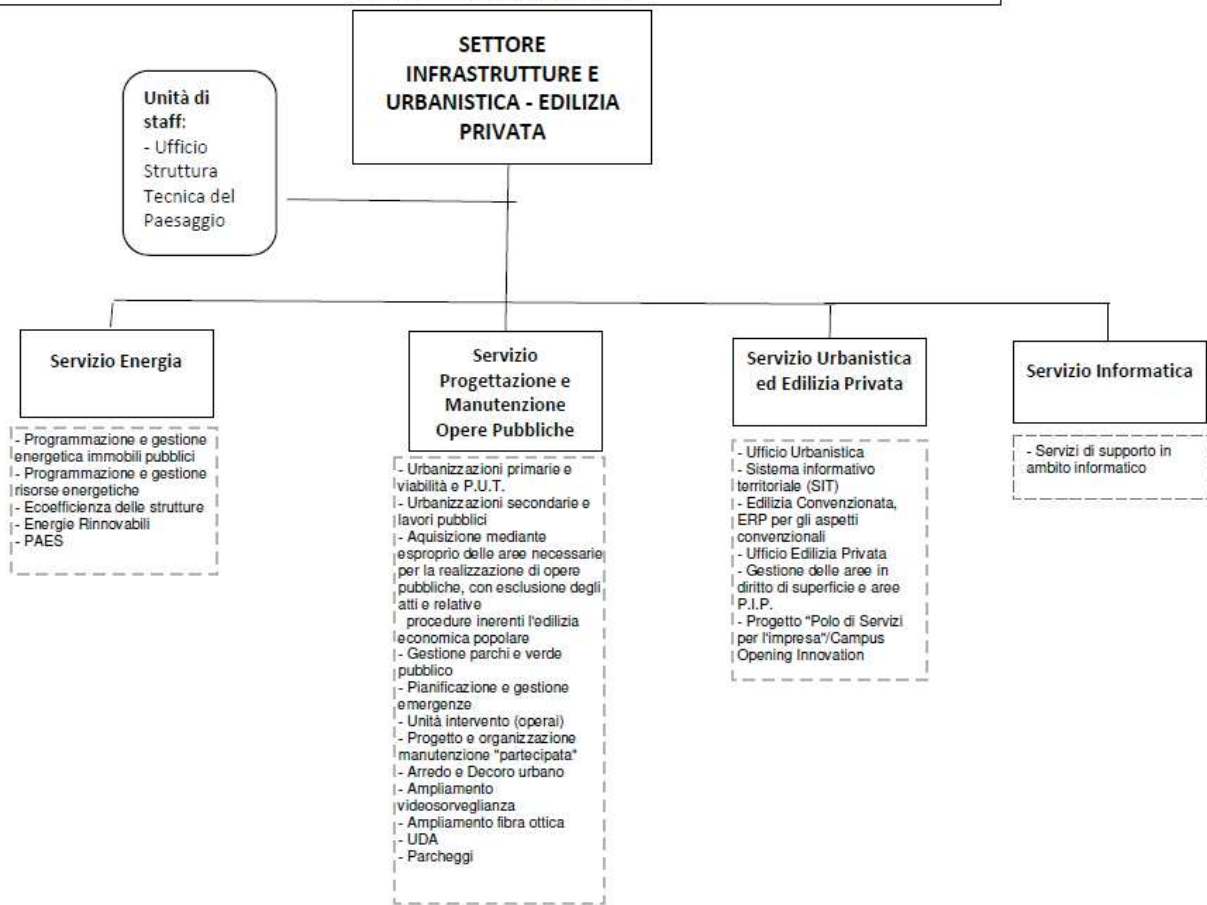 SETTORE
INFRASTRUTTURE E
URBANISTICA - EDILIZIA
PRIVATA
Unità di
staff:
- Ufficio
Struttura
Tecnica del
Paesaggio
Servizio Energia
- Programmazione e gestione
energetica immobili pubblici
- Programmazione e gestione
risorse energetiche
- Ecoefficienza delle strutture
- Energie Rinnovabili
- PAES
Servizio
Progettazione e
Manutenzione
Opere Pubbliche
- Urbanizzazioni primarie e
viabilità e P.U.T.
- Urbanizzazioni secondarie e
lavori pubblici
- Aquisizione mediante
esproprio delle aree necessarie
per la realizzazione di opere
pubbliche, con esclusione degli
atti e relative
procedure inerenti l'edilizia
economica popolare
- Gestione parchi e verde
pubblico
- Pianificazione e gestione
emergenze
- Unità intervento (operai)
- Progetto e organizzazione
manutenzione "partecipata"
- Arredo e Decoro urbano
- Ampliamento
videosorveglianza
- Ampliamento fibra ottica
- UDA
- Parcheggi
Servizio Urbanistica
ed Edilizia Privata
- Ufficio Urbanistica
- Sistema informativo
territoriale (SIT)
- Edilizia Convenzionata,
ERP per gli aspetti
convenzionali
- Ufficio Edilizia Privata
- Gestione delle aree in
diritto di superficie e aree
P.I.P.
- Progetto "Polo di Servizi
per l'impresa"/Campus
Opening Innovation
Servizio Informatica
- Servizi di supporto in
ambito informatico